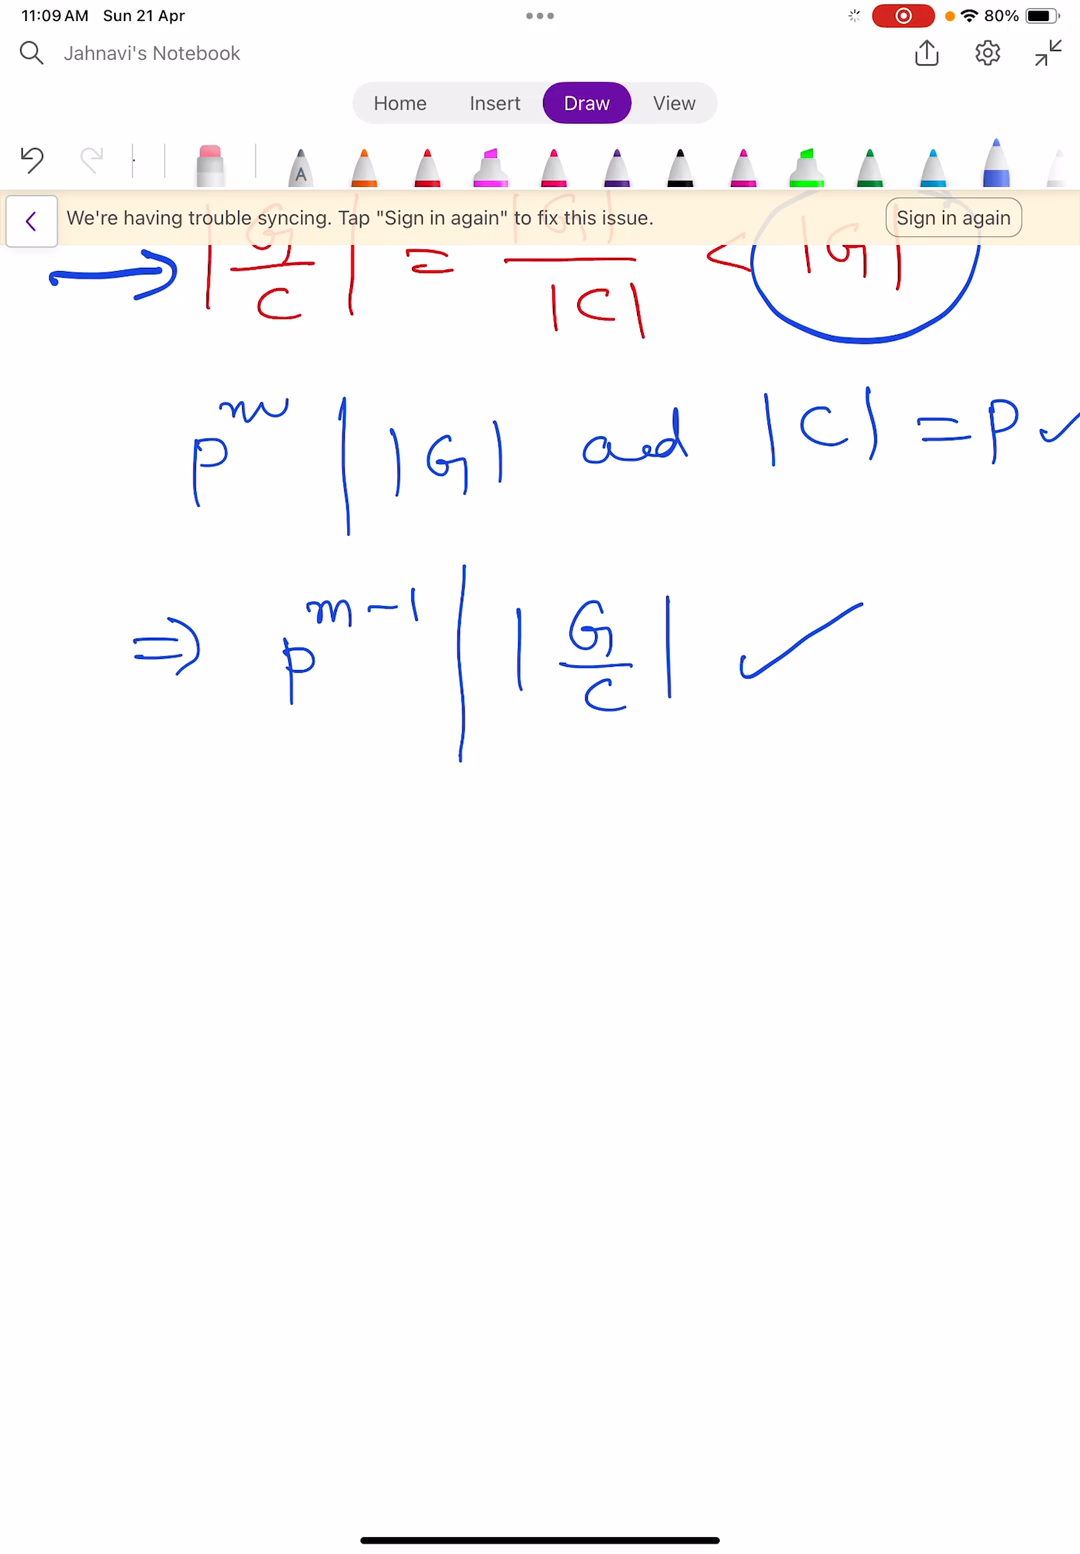 11:09 AM Sun 21 Apr 80%
Jahnavi's Notebook
Home Insert Draw View
A
We're having trouble syncing. Tap "Sign in again" to fix this issue. Sign in again
→ |G/C| = |G|/|C| < |G|
p^m | |G| and |C| = p ✓
⇒ p^(m-1) | |G/C| ✓